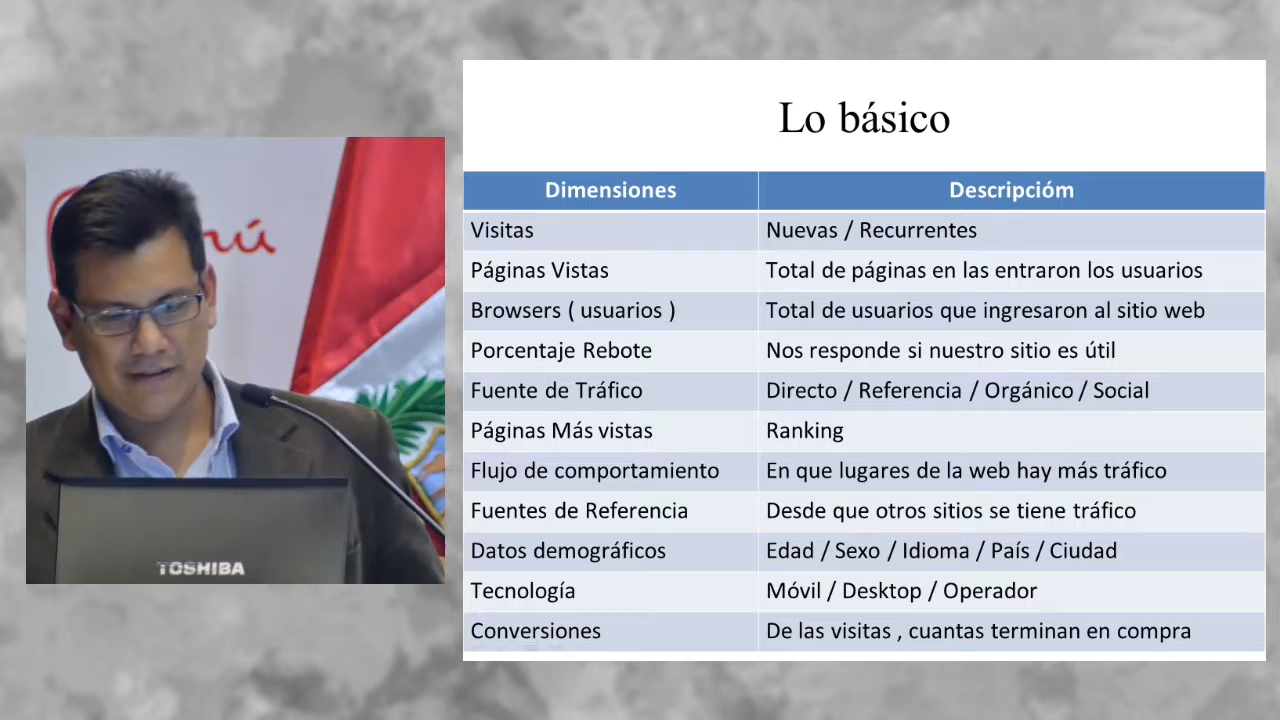 Lo básico
Dimensiones Descripcióm
Visitas Nuevas / Recurrentes
Páginas Vistas Total de páginas en las entraron los usuarios
Browsers ( usuarios ) Total de usuarios que ingresaron al sitio web
Porcentaje Rebote Nos responde si nuestro sitio es útil
Fuente de Tráfico Directo / Referencia / Orgánico / Social
Páginas Más vistas Ranking
Flujo de comportamiento En que lugares de la web hay más tráfico
Fuentes de Referencia Desde que otros sitios se tiene tráfico
Datos demográficos Edad / Sexo / Idioma / País / Ciudad
Tecnología Móvil / Desktop / Operador
Conversiones De las visitas , cuantas terminan en compra
TOSHIBA